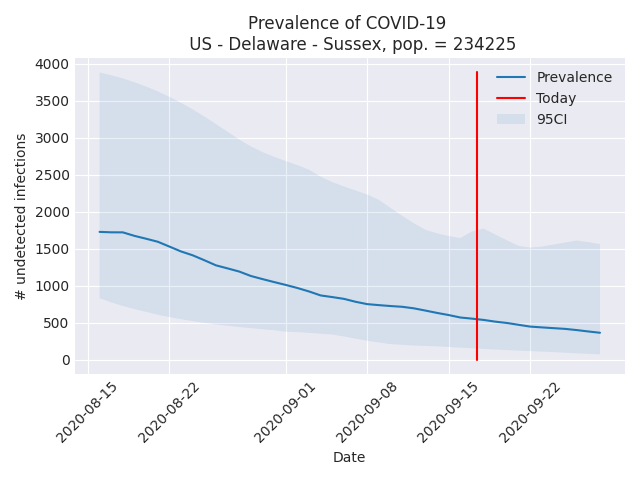 Prevalence of COVID-19
US - Delaware - Sussex, pop. = 234225
4000
3500
3000
2500
2000
1500
1000
500
0
# undetected infections
Prevalence
Today
95CI
2020-08-15
2020-08-22
2020-09-01
2020-09-08
2020-09-15
2020-09-22
Date